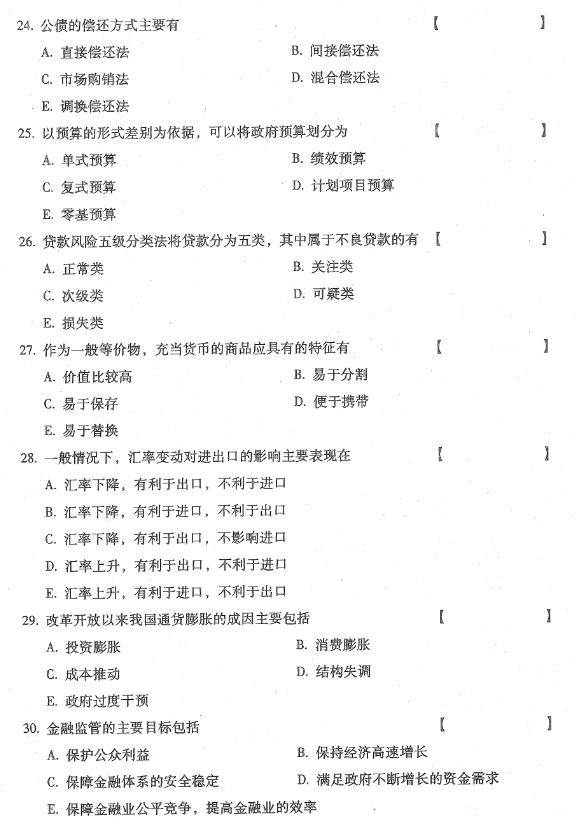 24. 公债的偿还方式主要有 【 】
A. 直接偿还法 B. 间接偿还法
C. 市场购销法 D. 混合偿还法
E. 调换偿还法
25. 以预算的形式差别为依据，可以将政府预算划分为 【 】
A. 单式预算 B. 绩效预算
C. 复式预算 D. 计划项目预算
E. 零基预算
26. 贷款风险五级分类法将贷款分为五类，其中属于不良贷款的有 【 】
A. 正常类 B. 关注类
C. 次级类 D. 可疑类
E. 损失类
27. 作为一般等价物，充当货币的商品应具有的特征有 【 】
A. 价值比较高 B. 易于分割
C. 易于保存 D. 便于携带
E. 易于替换
28. 一般情况下，汇率变动对进出口的影响主要表现在 【 】
A. 汇率下降，有利于出口，不利于进口
B. 汇率下降，有利于进口，不利于出口
C. 汇率下降，有利于出口，不影响进口
D. 汇率上升，有利于出口，不利于进口
E. 汇率上升，有利于进口，不利于出口
29. 改革开放以来我国通货膨胀的成因主要包括 【 】
A. 投资膨胀 B. 消费膨胀
C. 成本推动 D. 结构失调
E. 政府过度干预
30. 金融监管的主要目标包括 【 】
A. 保护公众利益 B. 保持经济高速增长
C. 保障金融体系的安全稳定 D. 满足政府不断增长的资金需求
E. 保障金融业公平竞争，提高金融业的效率